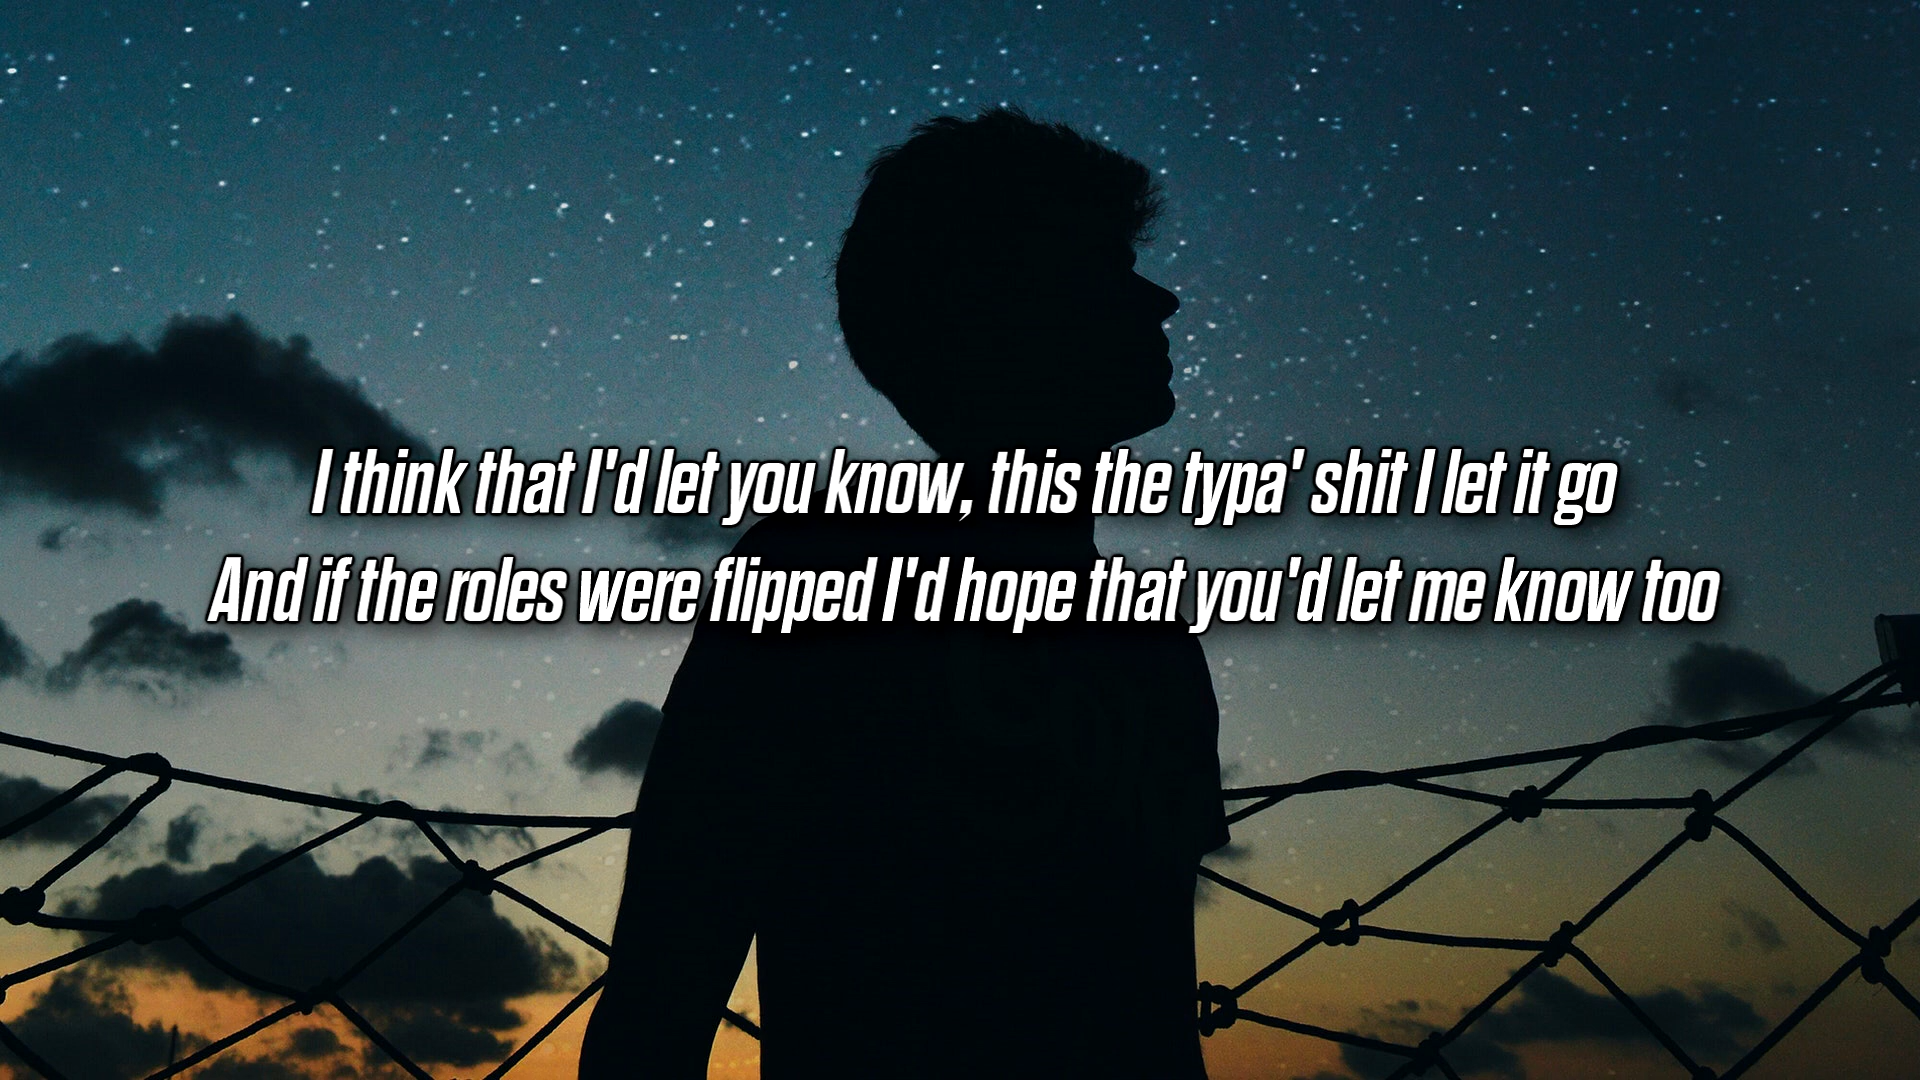 I think that I'd let you know, this the typa' shit I let it go
And if the roles were flipped I'd hope that you'd let me know too